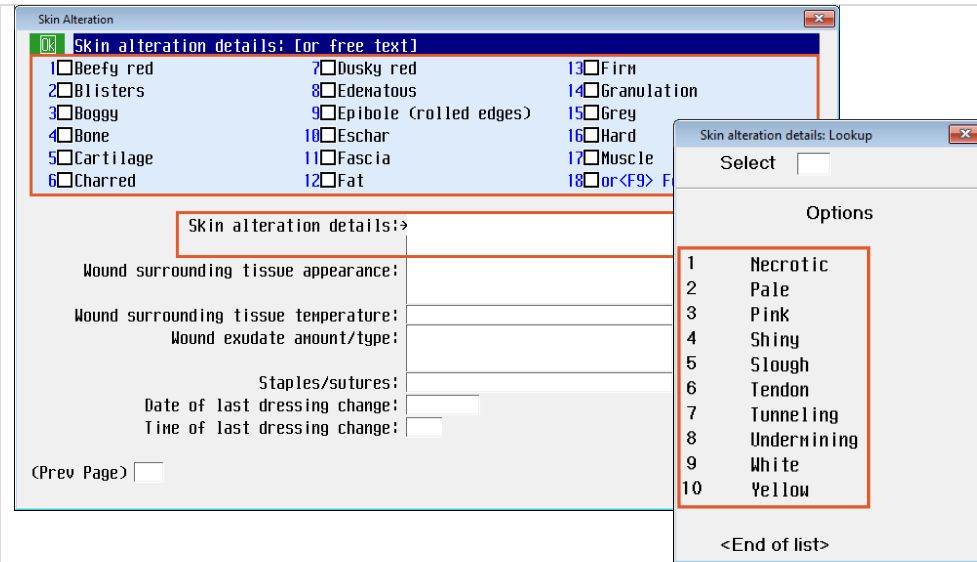 Skin Alteration
Ok Skin alteration details: [or free text]
1 Beefy red 7 Dusky red 13 Firm
2 Blisters 8 Edematous 14 Granulation
3 Boggy 9 Epibole (rolled edges) 15 Grey
4 Bone 10 Eschar 16 Hard
5 Cartilage 11 Fascia 17 Muscle
6 Charred 12 Fat 18 or<F9>
Skin alteration details:→
Wound surrounding tissue appearance:
Wound surrounding tissue temperature:
Wound exudate amount/type:
Staples/sutures:
Date of last dressing change:
Time of last dressing change:
(Prev Page)
Skin alteration details: Lookup
Select
Options
1 Necrotic
2 Pale
3 Pink
4 Shiny
5 Slough
6 Tendon
7 Tunneling
8 Undermining
9 White
10 Yellow
<End of list>